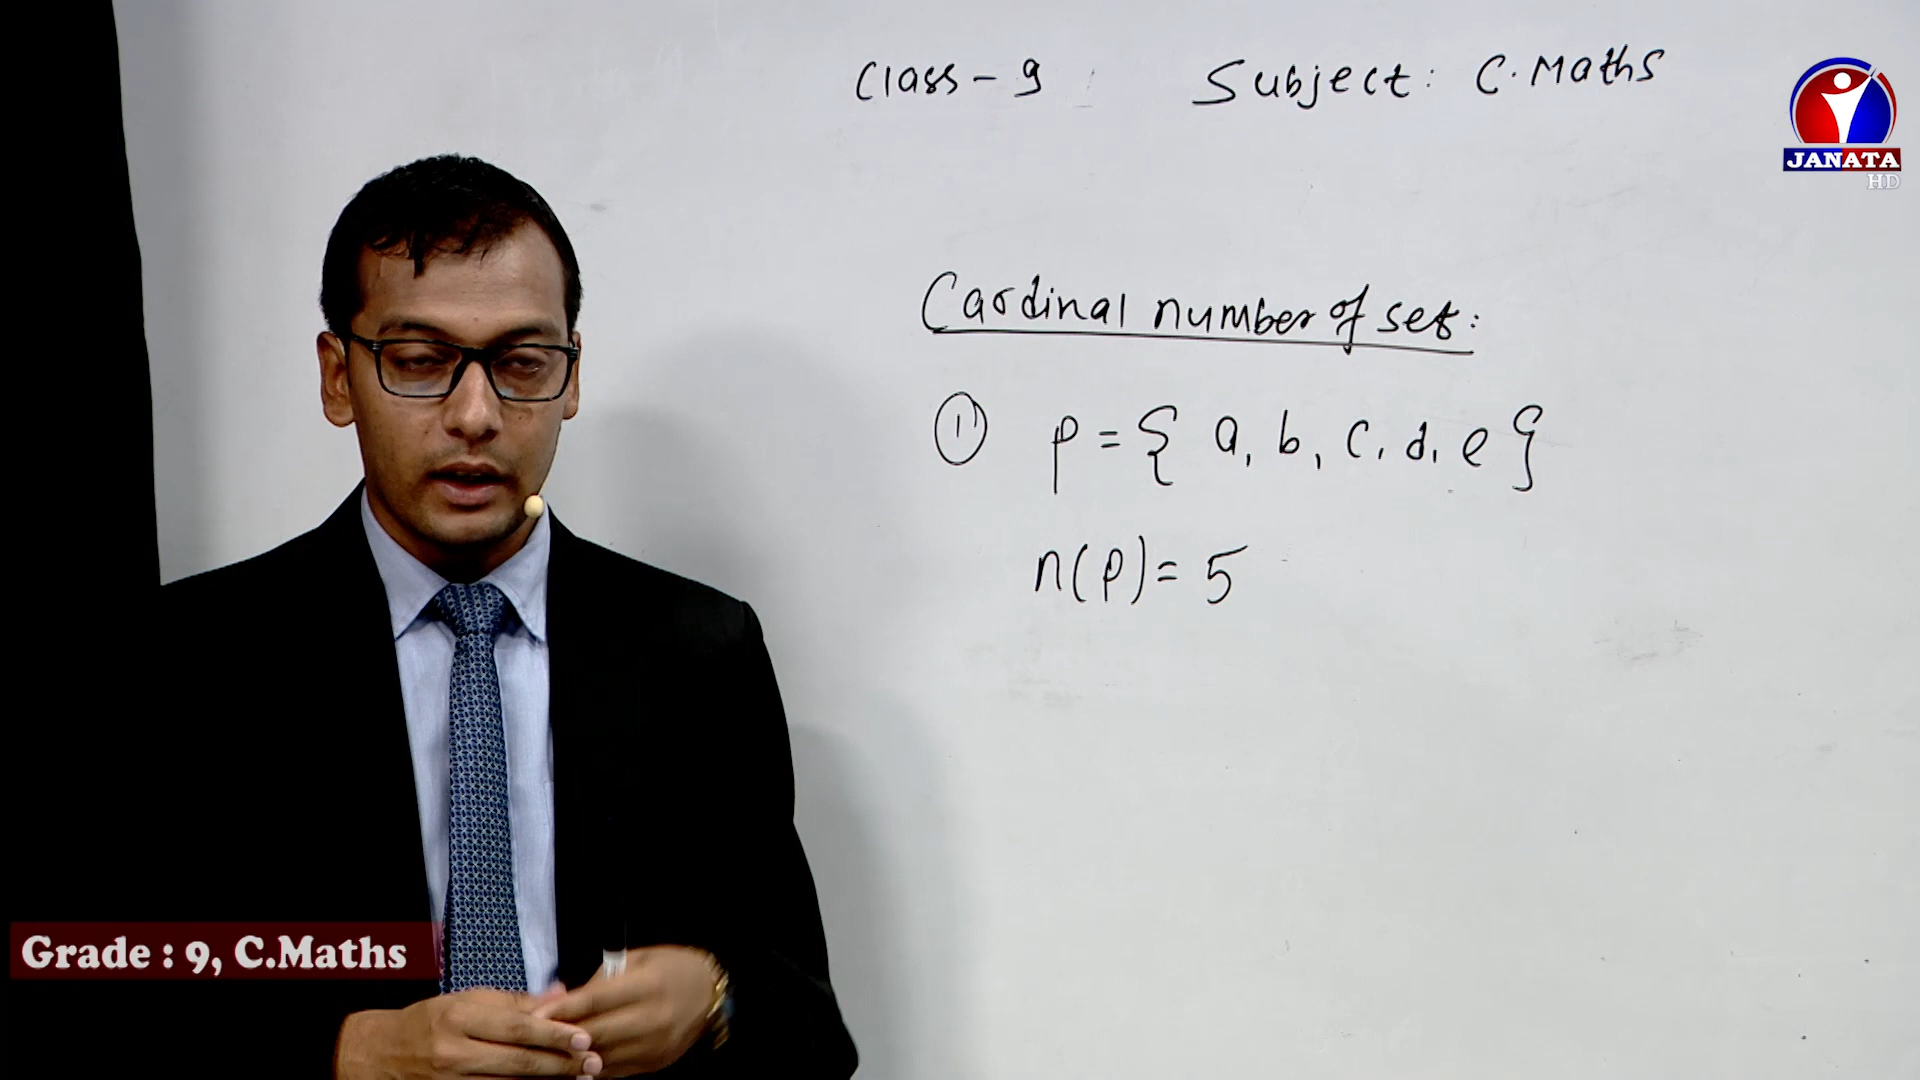 Class - 9 Subject: C. Maths
JANATA
HD
Cardinal number of set:
① P = { a, b, c, d, e }
n(P) = 5
Grade : 9, C.Maths